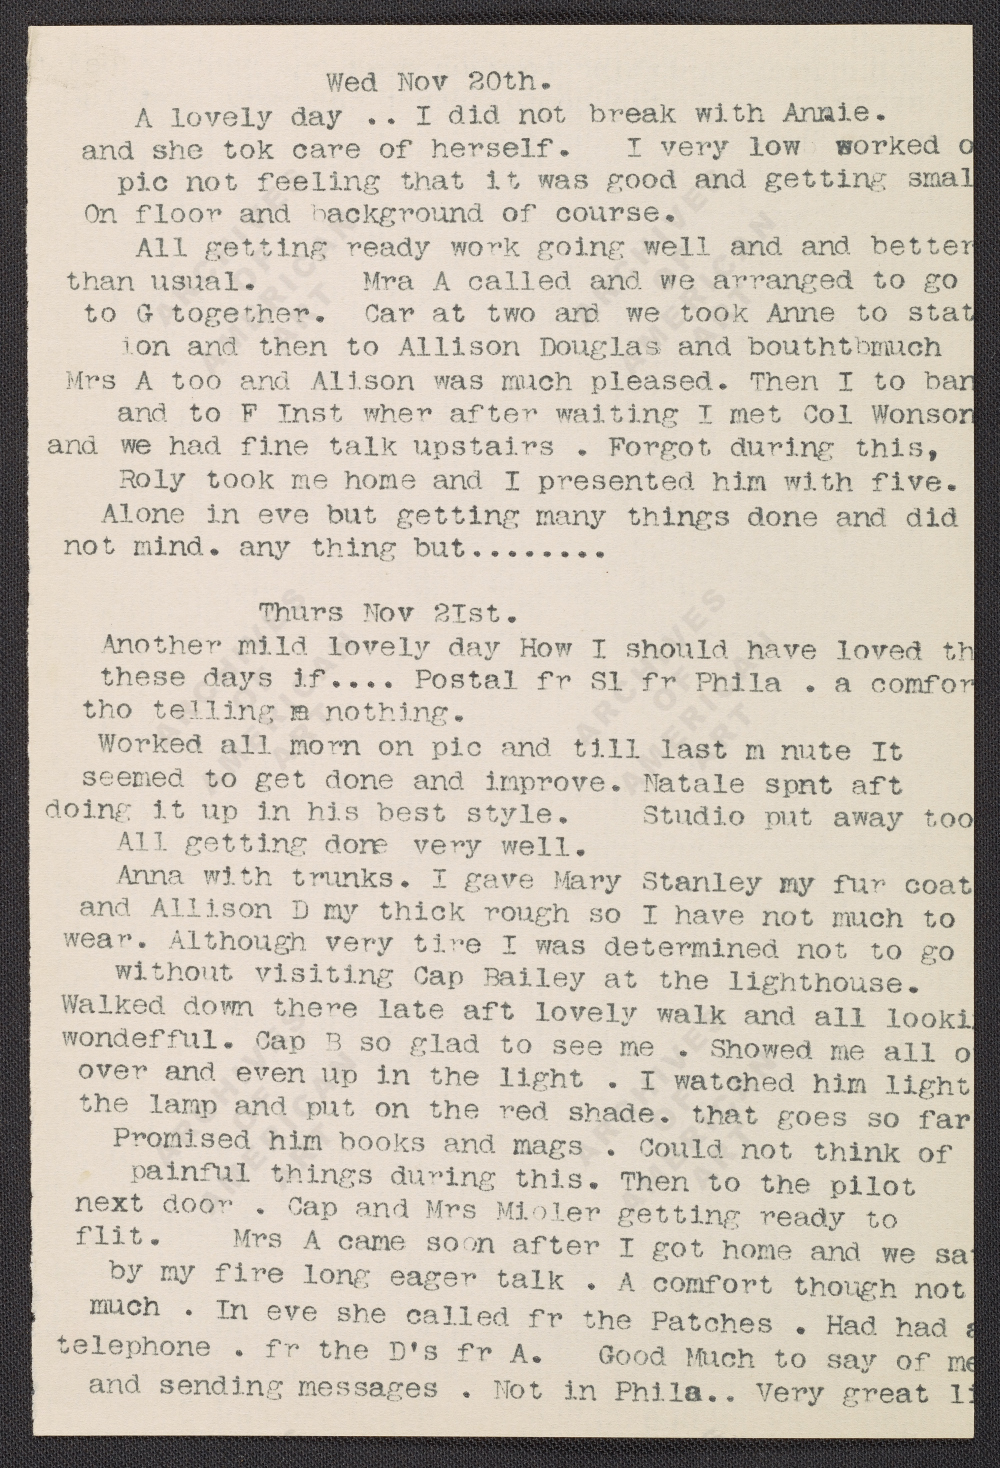 Wed Nov 20th.
A lovely day .. I did not break with Annie.
and she tok care of herself. I very low worked o
pic not feeling that it was good and getting smal
On floor and background of course.
All getting ready work going well and and better
than usual. Mra A called and we arranged to go
to G together. Car at two and we took Anne to stat
ion and then to Allison Douglas and bouthtbmuch
Mrs A too and Alison was much pleased. Then I to ban
and to F Inst wher after waiting I met Col Wonson
and we had fine talk upstairs . Forgot during this,
Roly took me home and I presented him with five.
Alone in eve but getting many things done and did
not mind. any thing but........
Thurs Nov 2Ist.
Another mild lovely day How I should have loved th
these days if.... Postal fr Sl fr Phila . a comfor
tho telling m nothing.
Worked all morn on pic and till last m nute It
seemed to get done and improve. Natale spnt aft
doing it up in his best style. Studio put away too
All getting done very well.
Anna with trunks. I gave Mary Stanley my fur coat
and Allison D my thick rough so I have not much to
wear. Although very tire I was determined not to go
without visiting Cap Bailey at the lighthouse.
Walked down there late aft lovely walk and all looki
wondefful. Cap B so glad to see me . Showed me all o
over and even up in the light . I watched him light
the lamp and put on the red shade. that goes so far
Promised him books and mags . Could not think of
painful things during this. Then to the pilot
next door . Cap and Mrs Mioler getting ready to
flit. Mrs A came soon after I got home and we sat
by my fire long eager talk . A comfort though not
much . In eve she called fr the Patches . Had had a
telephone . fr the D's fr A. Good Much to say of me
and sending messages . Not in Phila.. Very great li
ARCHIVES OF AMERICAN ART